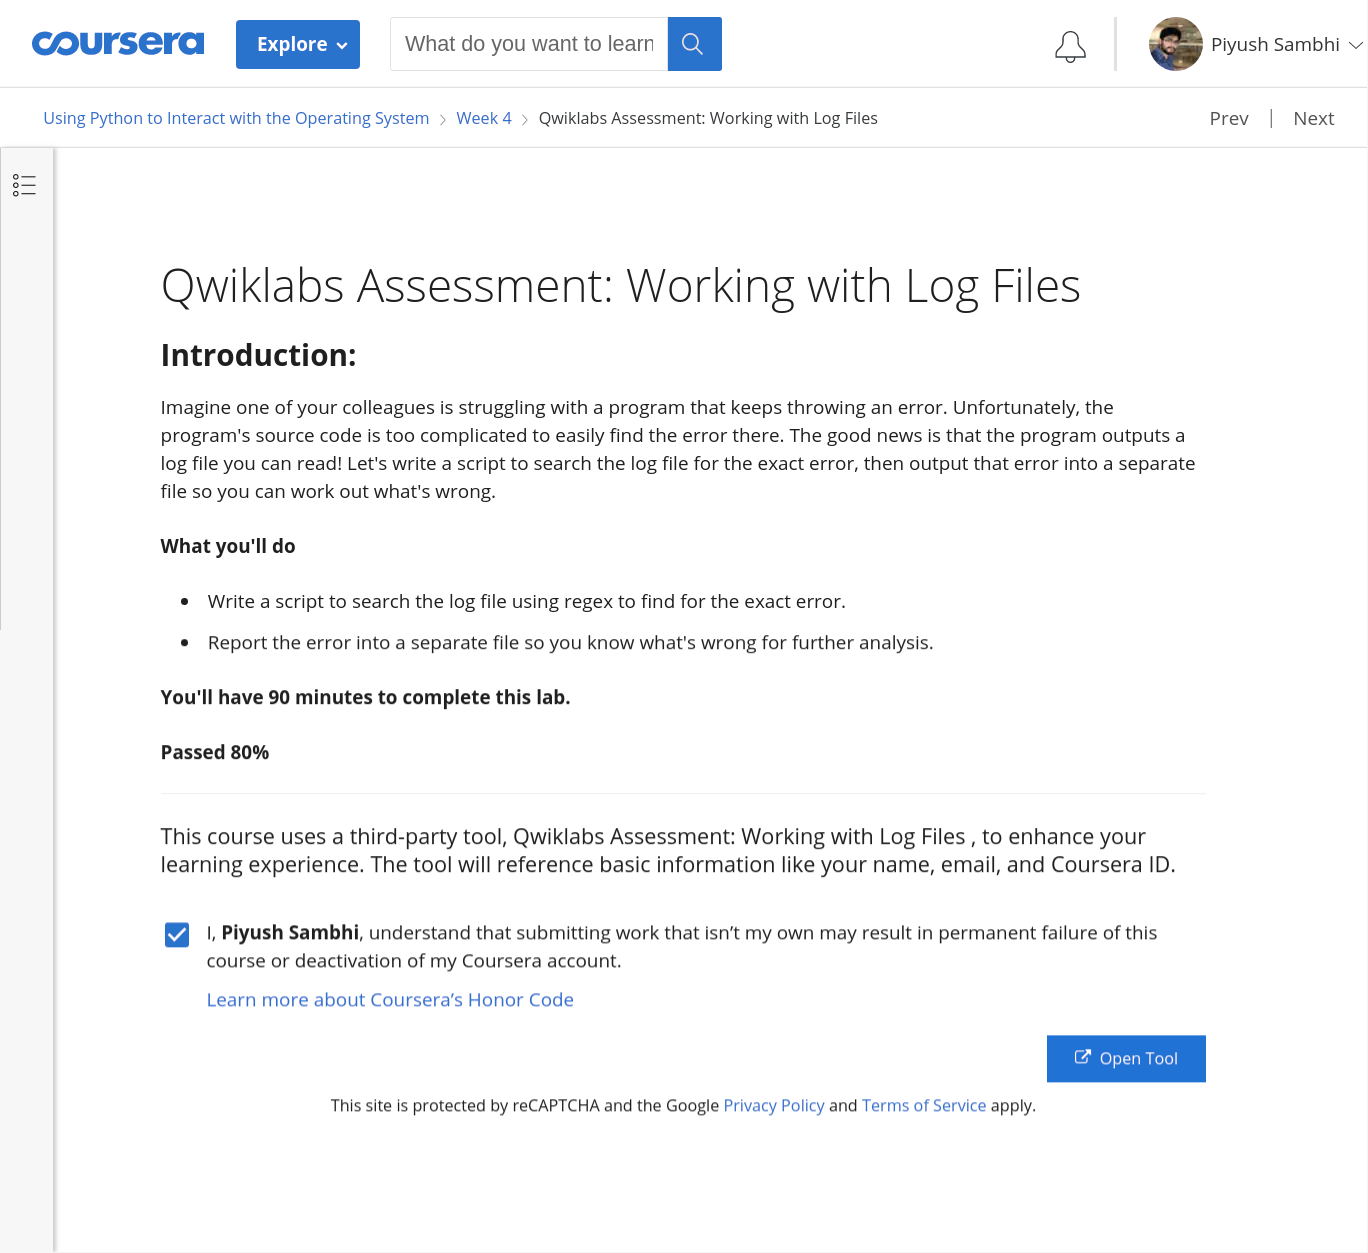 coursera
Explore
What do you want to learn
Piyush Sambhi
Using Python to Interact with the Operating System
Week 4
Qwiklabs Assessment: Working with Log Files
Prev
Next
Qwiklabs Assessment: Working with Log Files
Introduction:
Imagine one of your colleagues is struggling with a program that keeps throwing an error. Unfortunately, the
program's source code is too complicated to easily find the error there. The good news is that the program outputs a
log file you can read! Let's write a script to search the log file for the exact error, then output that error into a separate
file so you can work out what's wrong.
What you'll do
Write a script to search the log file using regex to find for the exact error.
Report the error into a separate file so you know what's wrong for further analysis.
You'll have 90 minutes to complete this lab.
Passed 80%
This course uses a third-party tool, Qwiklabs Assessment: Working with Log Files , to enhance your
learning experience. The tool will reference basic information like your name, email, and Coursera ID.
I, Piyush Sambhi, understand that submitting work that isn’t my own may result in permanent failure of this
course or deactivation of my Coursera account.
Learn more about Coursera’s Honor Code
Open Tool
This site is protected by reCAPTCHA and the Google Privacy Policy and Terms of Service apply.